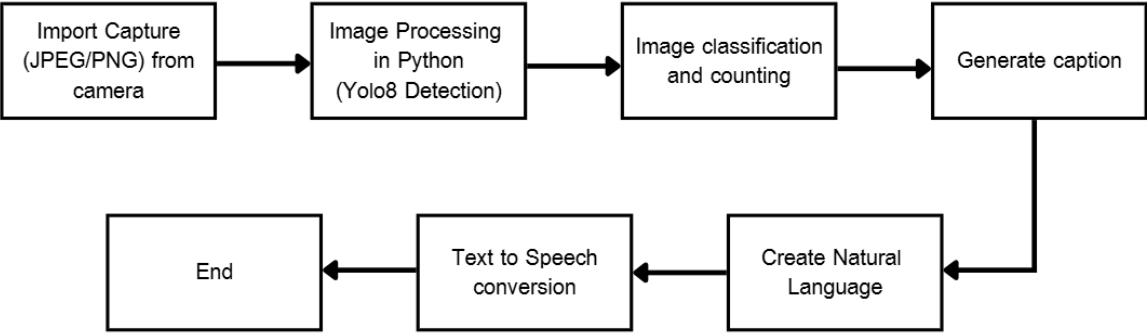 Import Capture
(JPEG/PNG) from
camera
Image Processing
in Python
(Yolo8 Detection)
Image classification
and counting
Generate caption
Create Natural
Language
Text to Speech
conversion
End